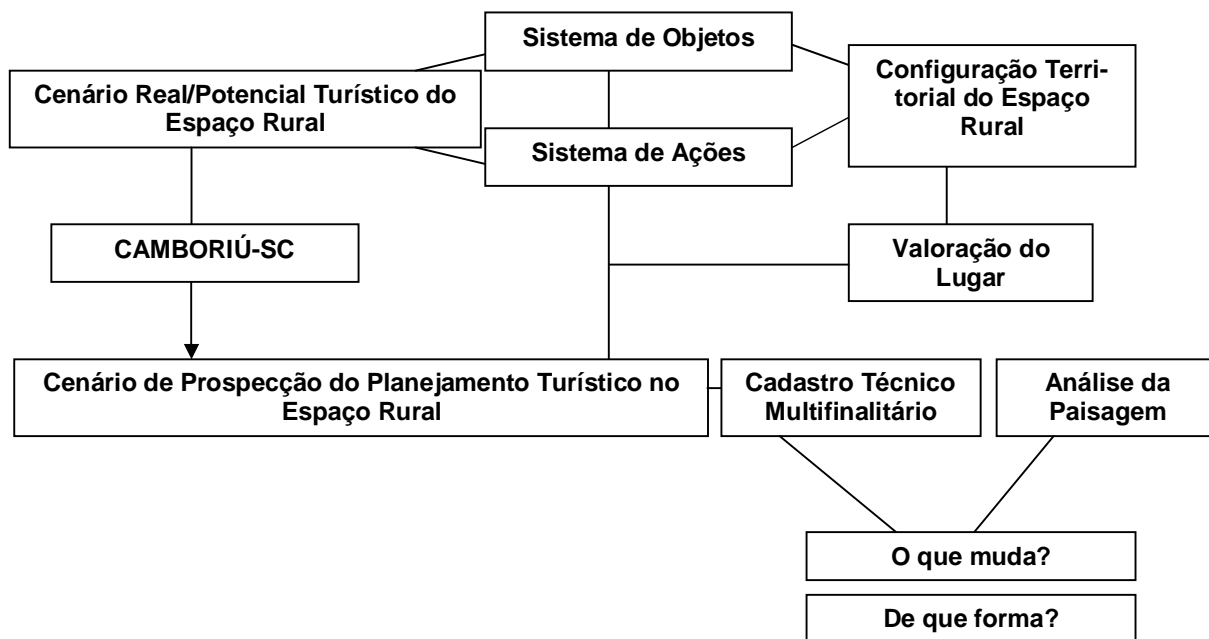 Sistema de Objetos
Cenário Real/Potencial Turístico do
Espaço Rural
Configuração Terri-
torial do Espaço
Rural
Sistema de Ações
CAMBORIÚ-SC
Valoração do
Lugar
Cenário de Prospecção do Planejamento Turístico no
Espaço Rural
Cadastro Técnico
Multifinalitário
Análise da
Paisagem
O que muda?
De que forma?